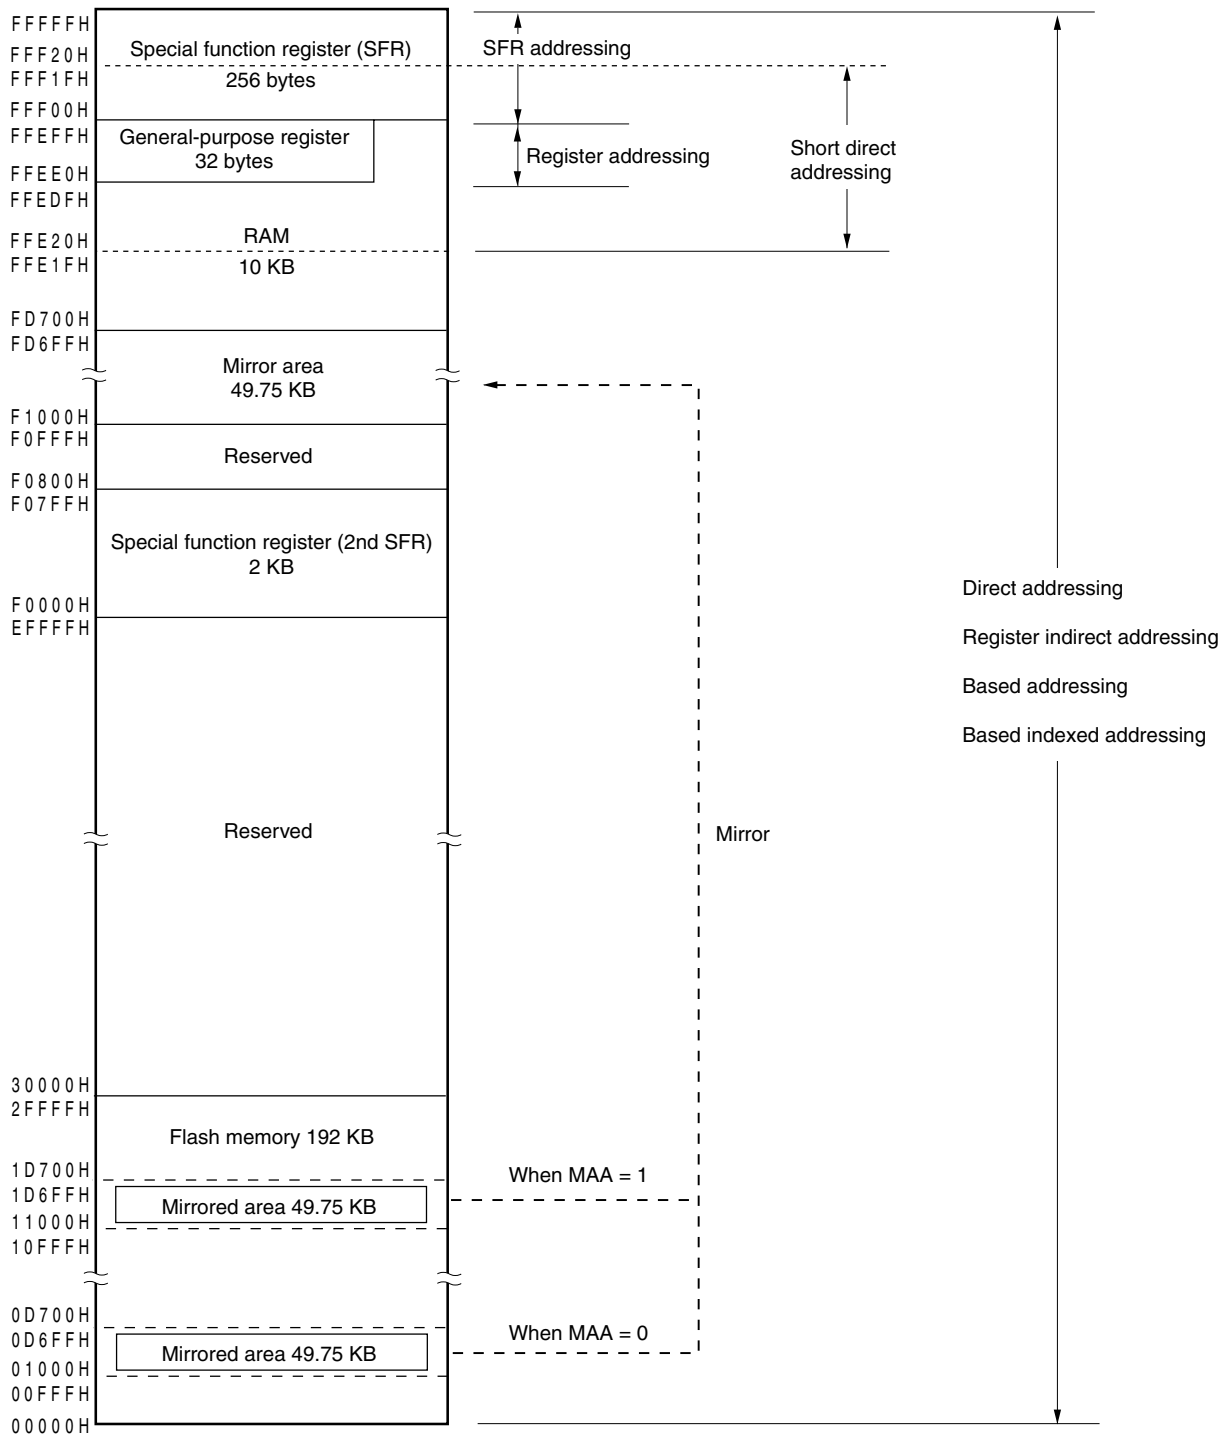 FFFFFH
FFF20H
FFF1FH
FFF00H
FFEFFH
FFEE0H
FFEDFH
FFE20H
FFE1FH
FD700H
FD6FFH
F1000H
F0FFFH
F0800H
F07FFH
F0000H
EFFFFH
30000H
2FFFFH
1D700H
1D6FFH
11000H
10FFFH
0D700H
0D6FFH
01000H
00FFFH
00000H
Special function register (SFR)
256 bytes
General-purpose register
32 bytes
RAM
10 KB
Mirror area
49.75 KB
Reserved
Special function register (2nd SFR)
2 KB
Reserved
Flash memory 192 KB
Mirrored area 49.75 KB
Mirrored area 49.75 KB
SFR addressing
Register addressing
Short direct
addressing
Mirror
When MAA = 1
When MAA = 0
Direct addressing
Register indirect addressing
Based addressing
Based indexed addressing